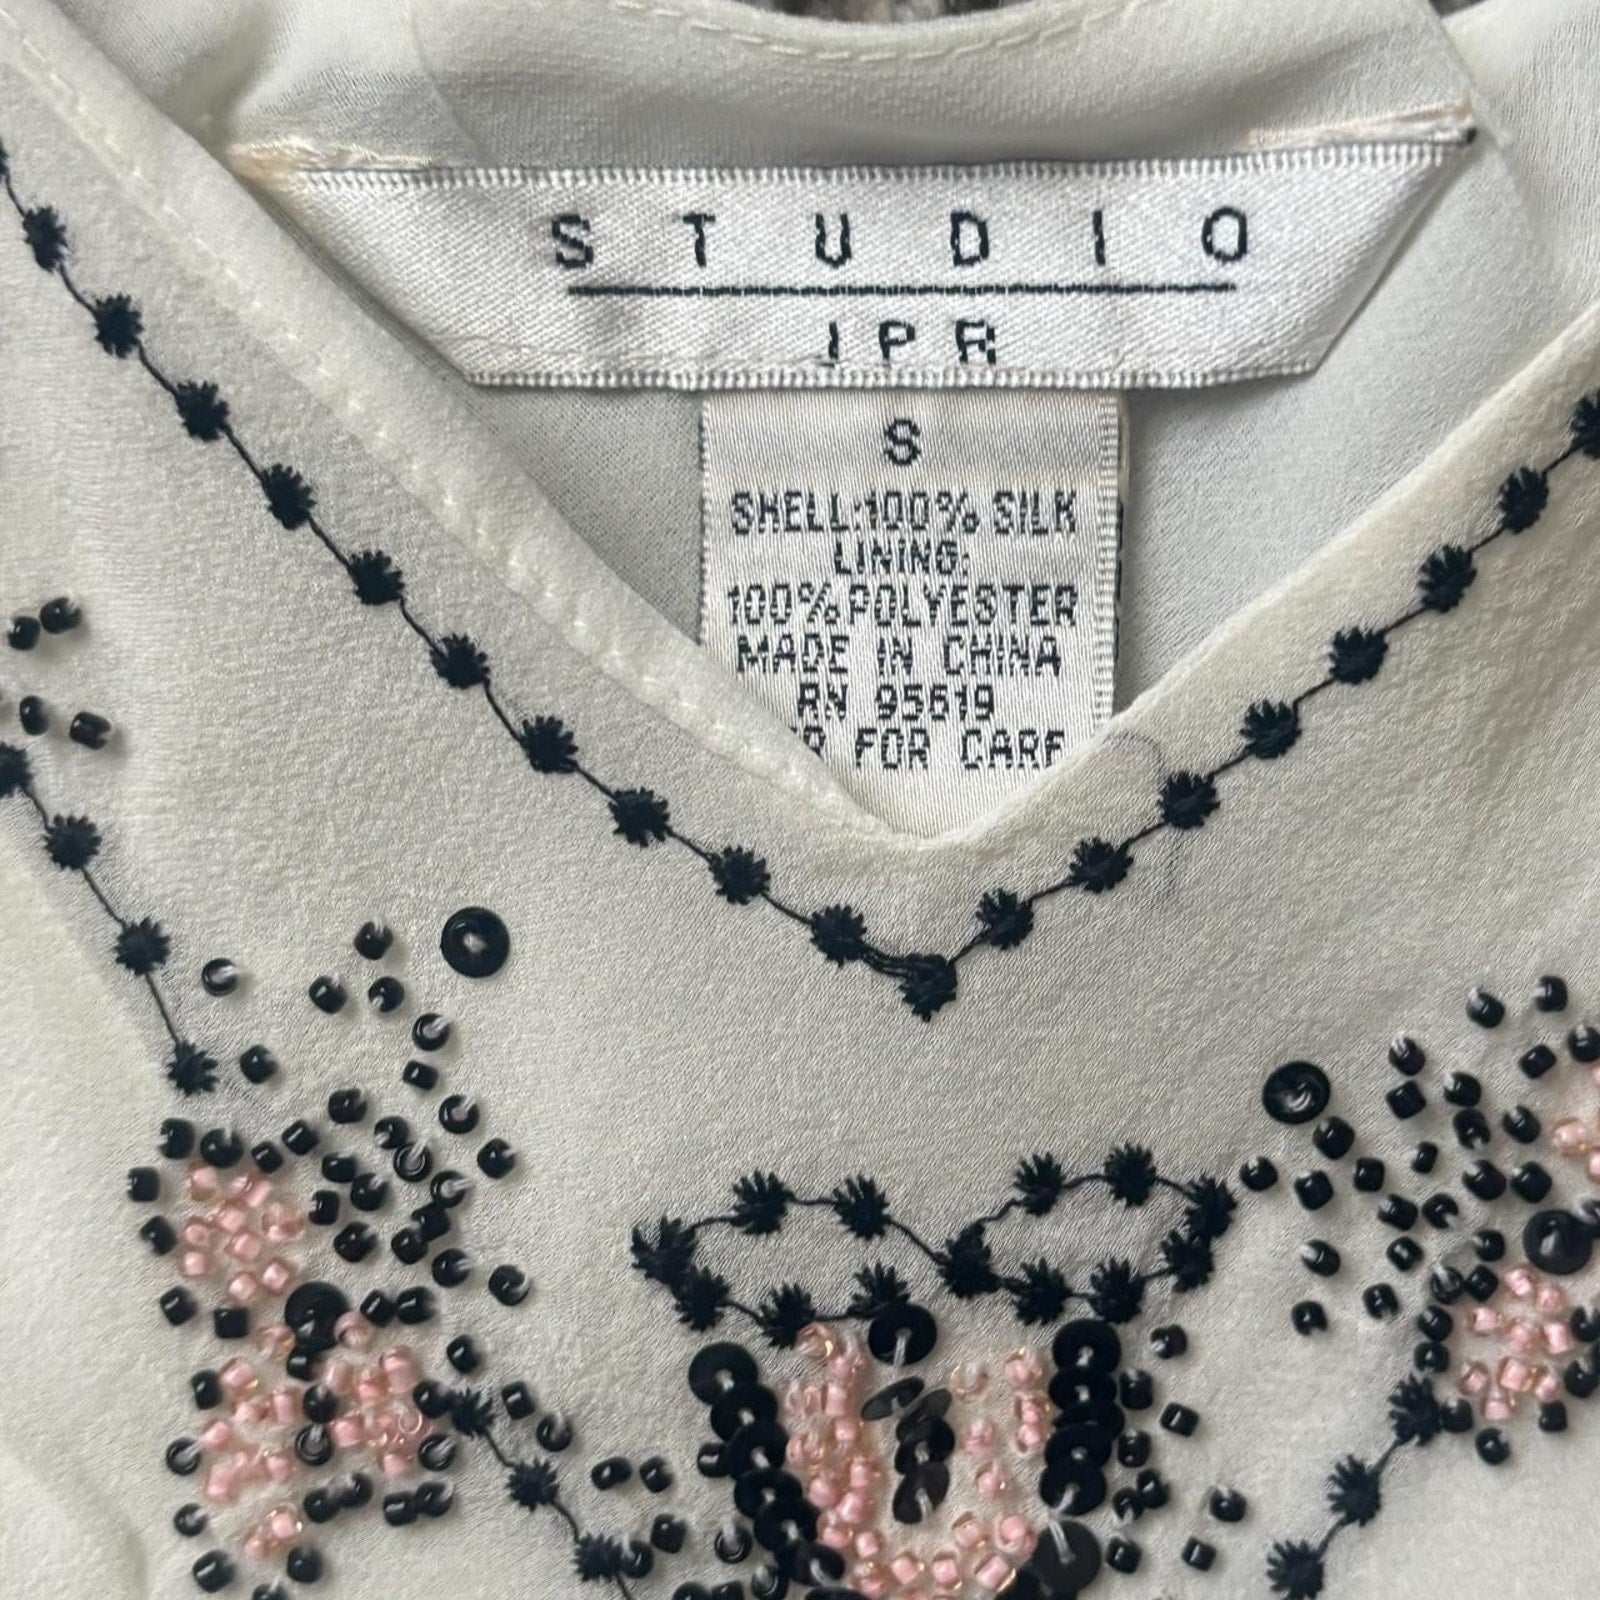 STUDIO
IPR
S
SHELL:100% SILK
LINING:
100% POLYESTER
MADE IN CHINA
RN 95619
FOR CARE